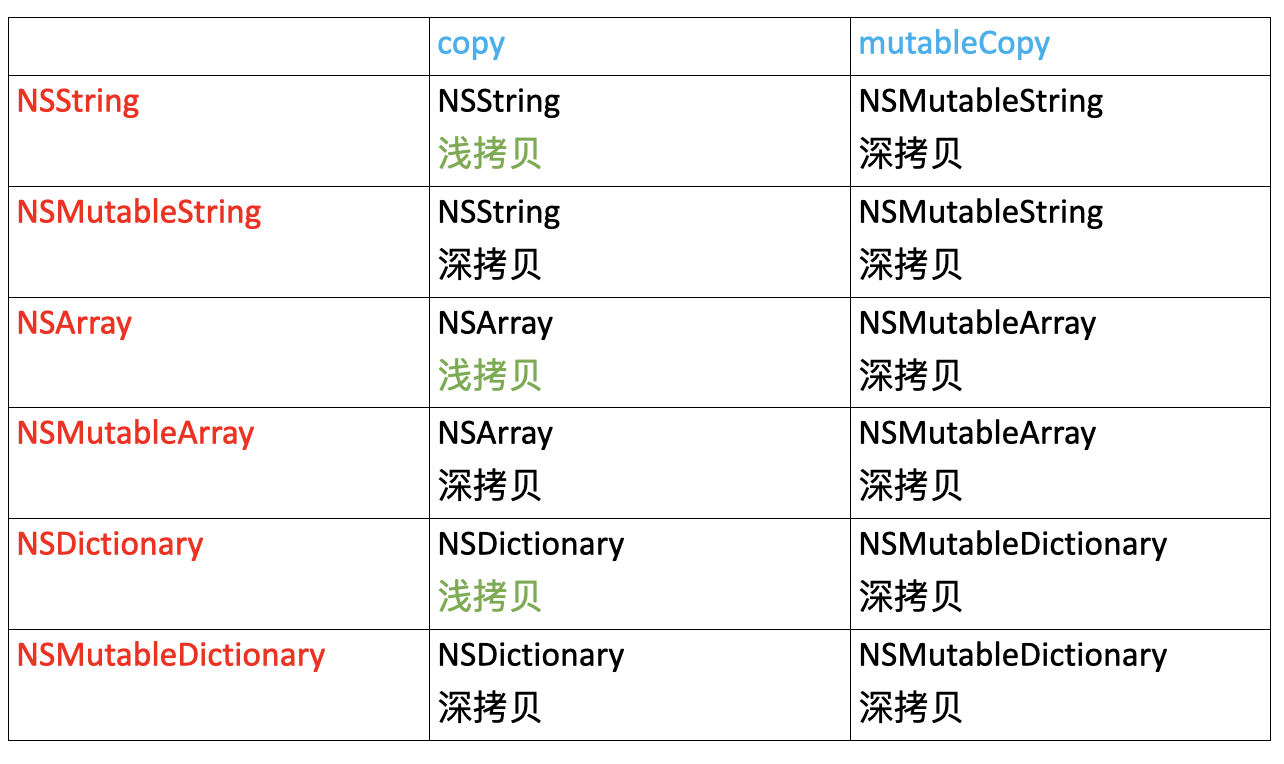 copy mutableCopy
NSString NSString NSMutableString
浅拷贝 深拷贝
NSMutableString NSString NSMutableString
深拷贝 深拷贝
NSArray NSArray NSMutableArray
浅拷贝 深拷贝
NSMutableArray NSArray NSMutableArray
深拷贝 深拷贝
NSDictionary NSDictionary NSMutableDictionary
浅拷贝 深拷贝
NSMutableDictionary NSDictionary NSMutableDictionary
深拷贝 深拷贝